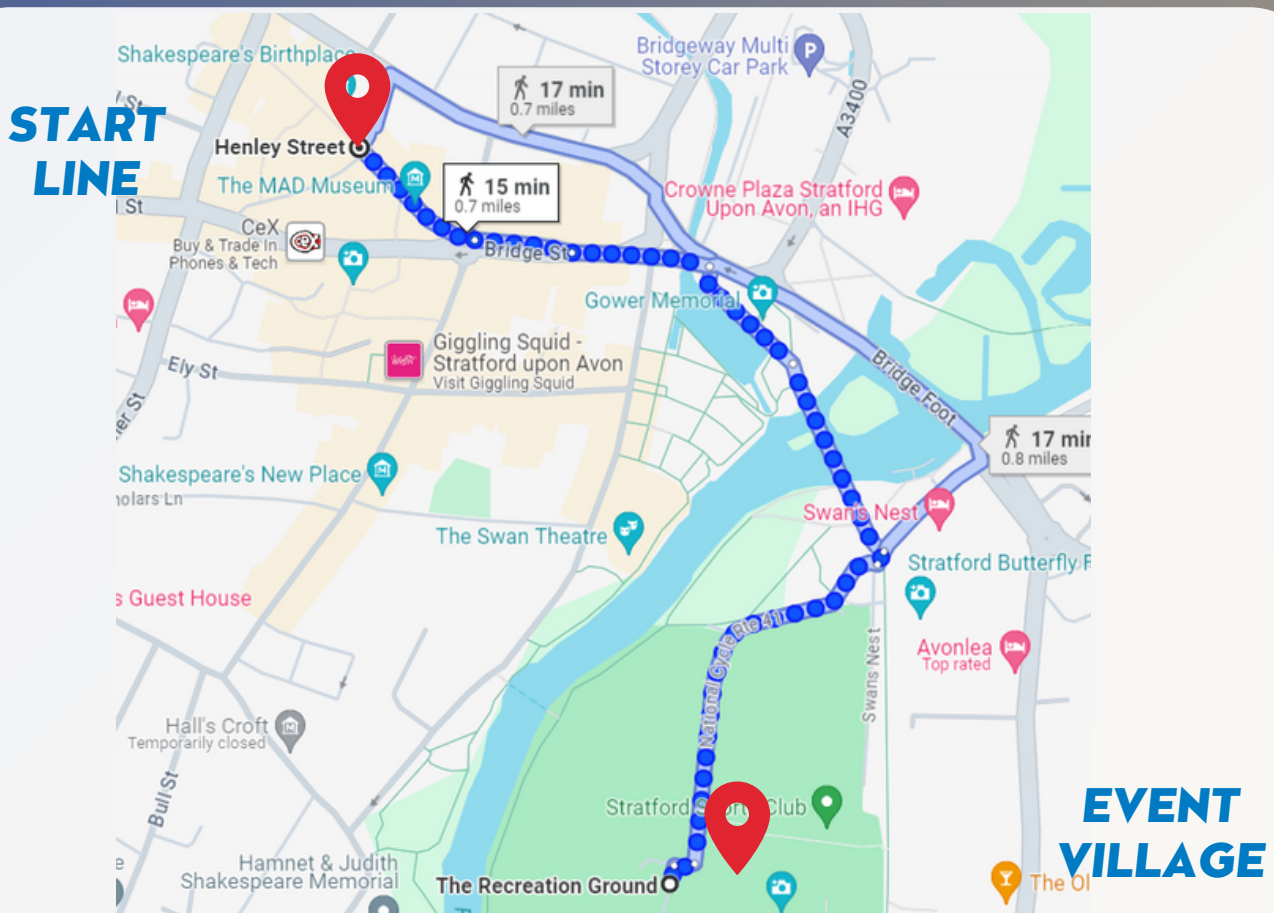 Shakespeare's Birthplace
Bridgeway Multi
Storey Car Park
P
17 min
0.7 miles
A3400
START
LINE
Henley Street
The MAD Museum
15 min
0.7 miles
Crowne Plaza Stratford
Upon Avon, an IHG
St
CeX
Buy & Trade In
Phones & Tech
Bridge St
Gower Memorial
Giggling Squid -
Stratford upon Avon
Visit Giggling Squid
Ely St
Bridge Foot
17 min
0.8 miles
Shakespeare's New Place
Swan's Nest
The Swan Theatre
Stratford Butterfly F
s Guest House
National Cycle Rte 41
Avonlea
Top rated
Swans Nest
Hall's Croft
Temporarily closed
Bull St
Stratford Sports Club
EVENT
VILLAGE
Hamnet & Judith
Shakespeare Memorial
The Recreation Ground
The Ol